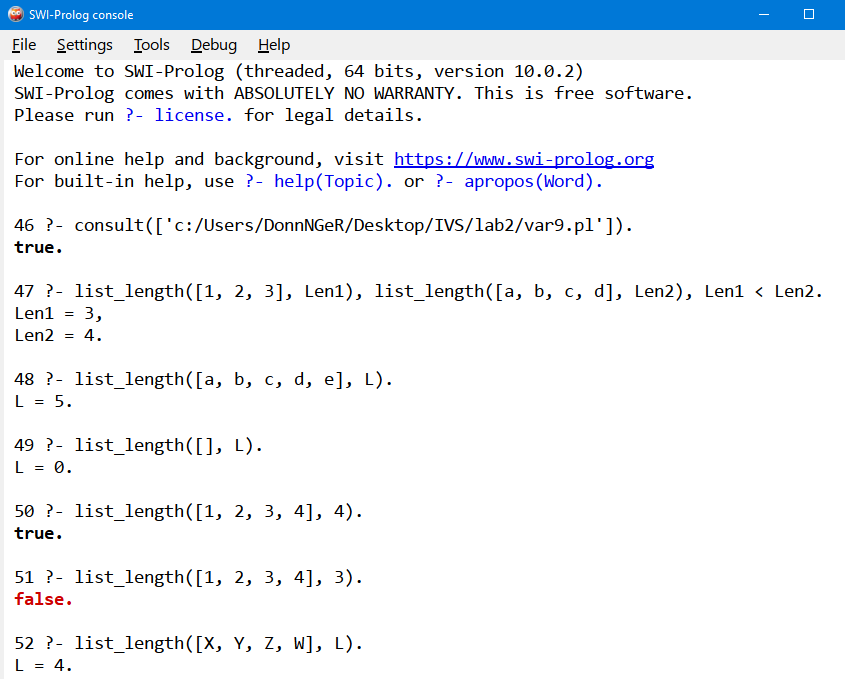 SWI-Prolog console
File Settings Tools Debug Help
Welcome to SWI-Prolog (threaded, 64 bits, version 10.0.2)
SWI-Prolog comes with ABSOLUTELY NO WARRANTY. This is free software.
Please run ?- license. for legal details.
For online help and background, visit https://www.swi-prolog.org
For built-in help, use ?- help(Topic). or ?- apropos(Word).
46 ?- consult(['c:/Users/DonnNGeR/Desktop/IVS/lab2/var9.pl']).
true.
47 ?- list_length([1, 2, 3], Len1), list_length([a, b, c, d], Len2), Len1 < Len2.
Len1 = 3,
Len2 = 4.
48 ?- list_length([a, b, c, d, e], L).
L = 5.
49 ?- list_length([], L).
L = 0.
50 ?- list_length([1, 2, 3, 4], 4).
true.
51 ?- list_length([1, 2, 3, 4], 3).
false.
52 ?- list_length([X, Y, Z, W], L).
L = 4.